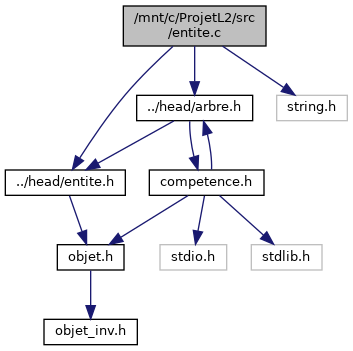 /mnt/c/ProjetL2/src
/entite.c
../head/arbre.h
string.h
../head/entite.h
competence.h
objet.h
stdio.h
stdlib.h
objet_inv.h